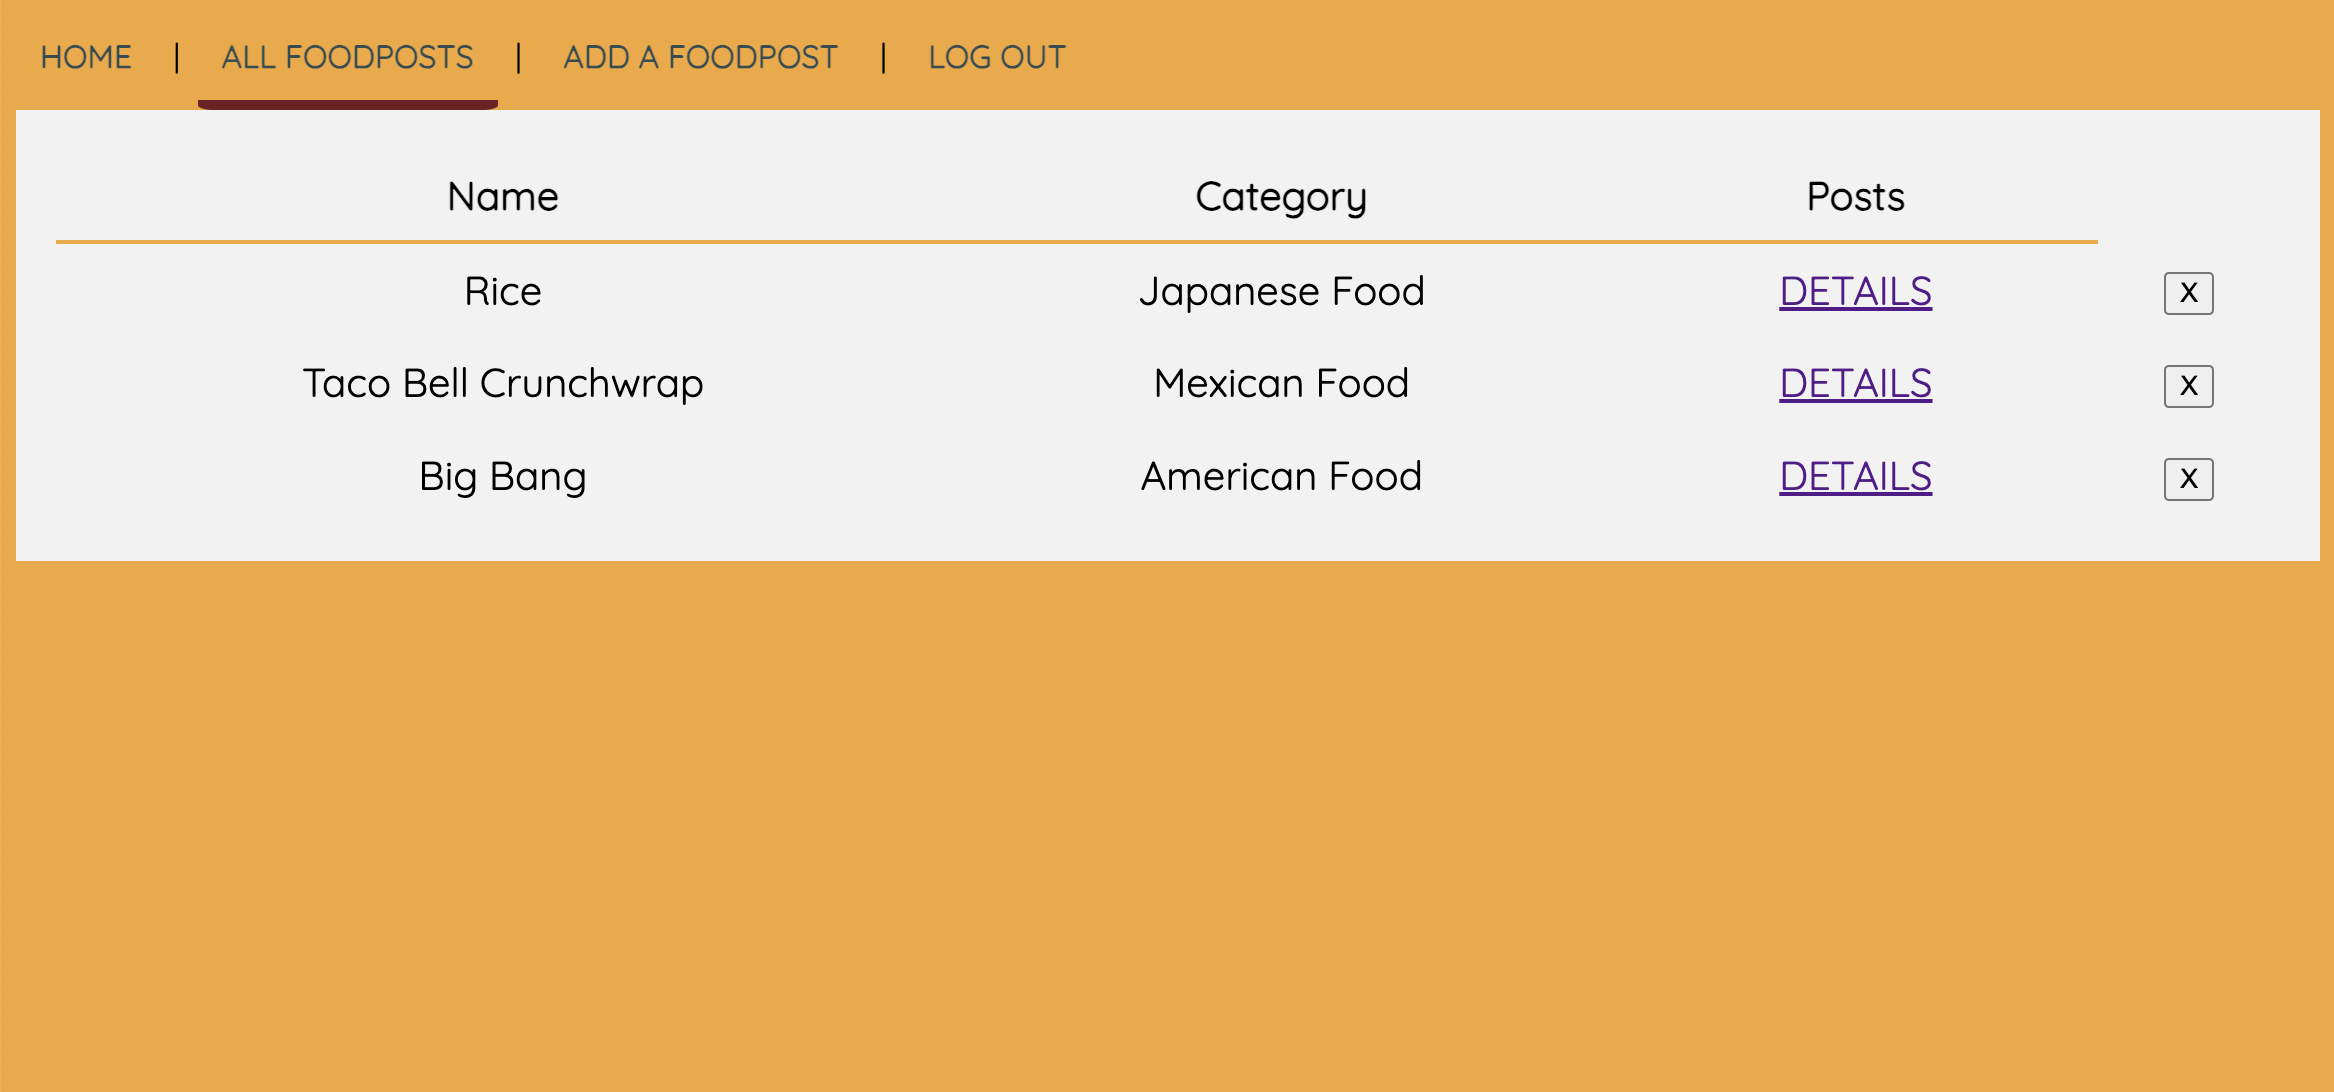 HOME | ALL FOODPOSTS | ADD A FOODPOST | LOG OUT
Name Category Posts
Rice Japanese Food DETAILS X
Taco Bell Crunchwrap Mexican Food DETAILS X
Big Bang American Food DETAILS X